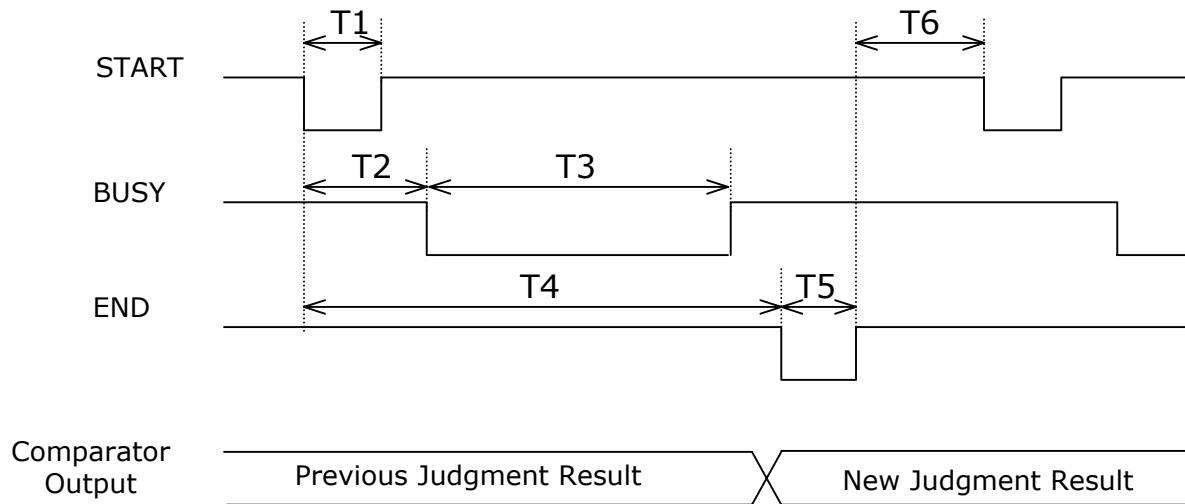 T1
T6
START
T2
T3
BUSY
T4
T5
END
Comparator
Output
Previous Judgment Result
New Judgment Result